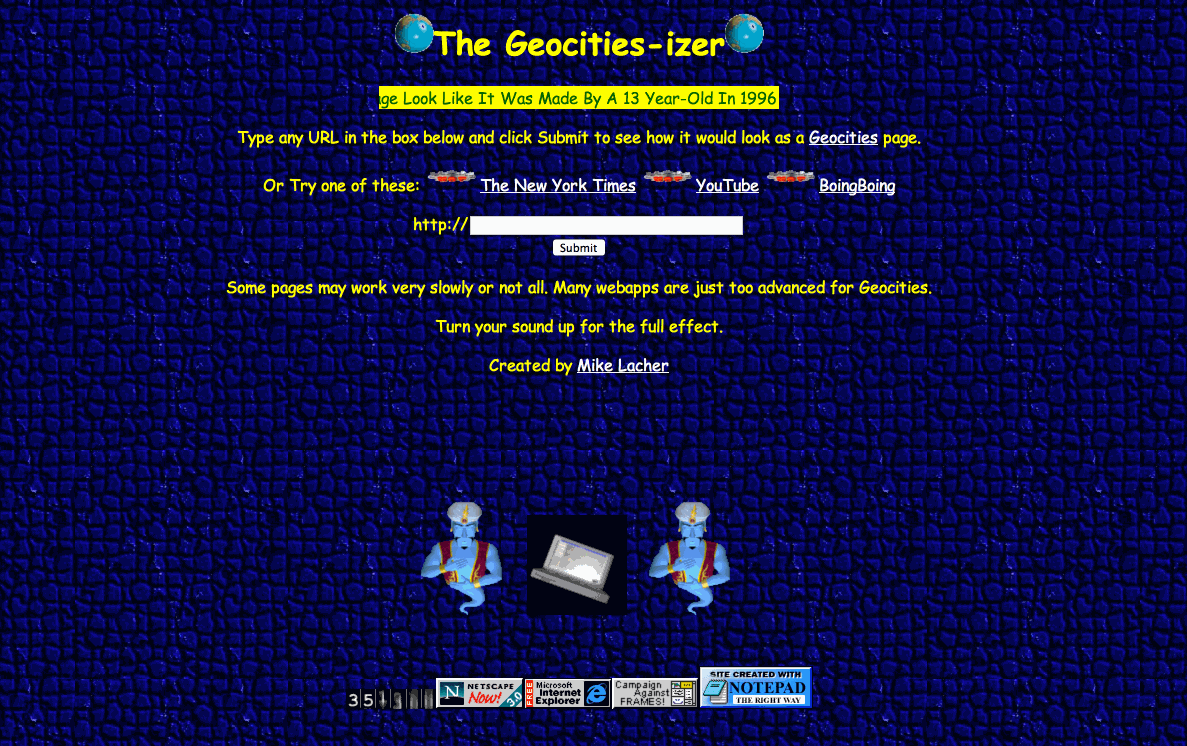 The Geocities-izer
ge Look Like It Was Made By A 13 Year-Old In 1996
Type any URL in the box below and click Submit to see how it would look as a Geocities page.
Or Try one of these: The New York Times YouTube BoingBoing
http://
Submit
Some pages may work very slowly or not all. Many webapps are just too advanced for Geocities.
Turn your sound up for the full effect.
Created by Mike Lacher
35
N NETSCAPE
Now! 3.0
FREE Microsoft
Internet
Explorer
Campaign
Against
FRAMES!
SITE CREATED WITH
NOTEPAD
THE RIGHT WAY